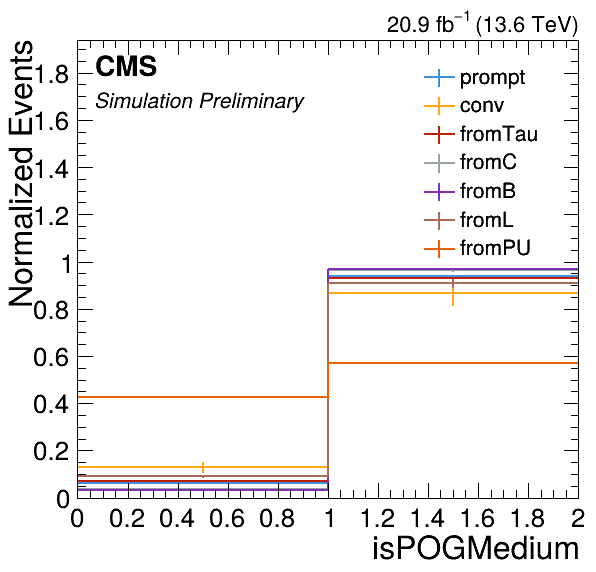 20.9 fb⁻¹ (13.6 TeV)
CMS
Simulation Preliminary
prompt
conv
fromTau
fromC
fromB
fromL
fromPU
Normalized Events
1.8
1.6
1.4
1.2
1
0.8
0.6
0.4
0.2
0
0 0.2 0.4 0.6 0.8 1 1.2 1.4 1.6 1.8 2
isPOGMedium